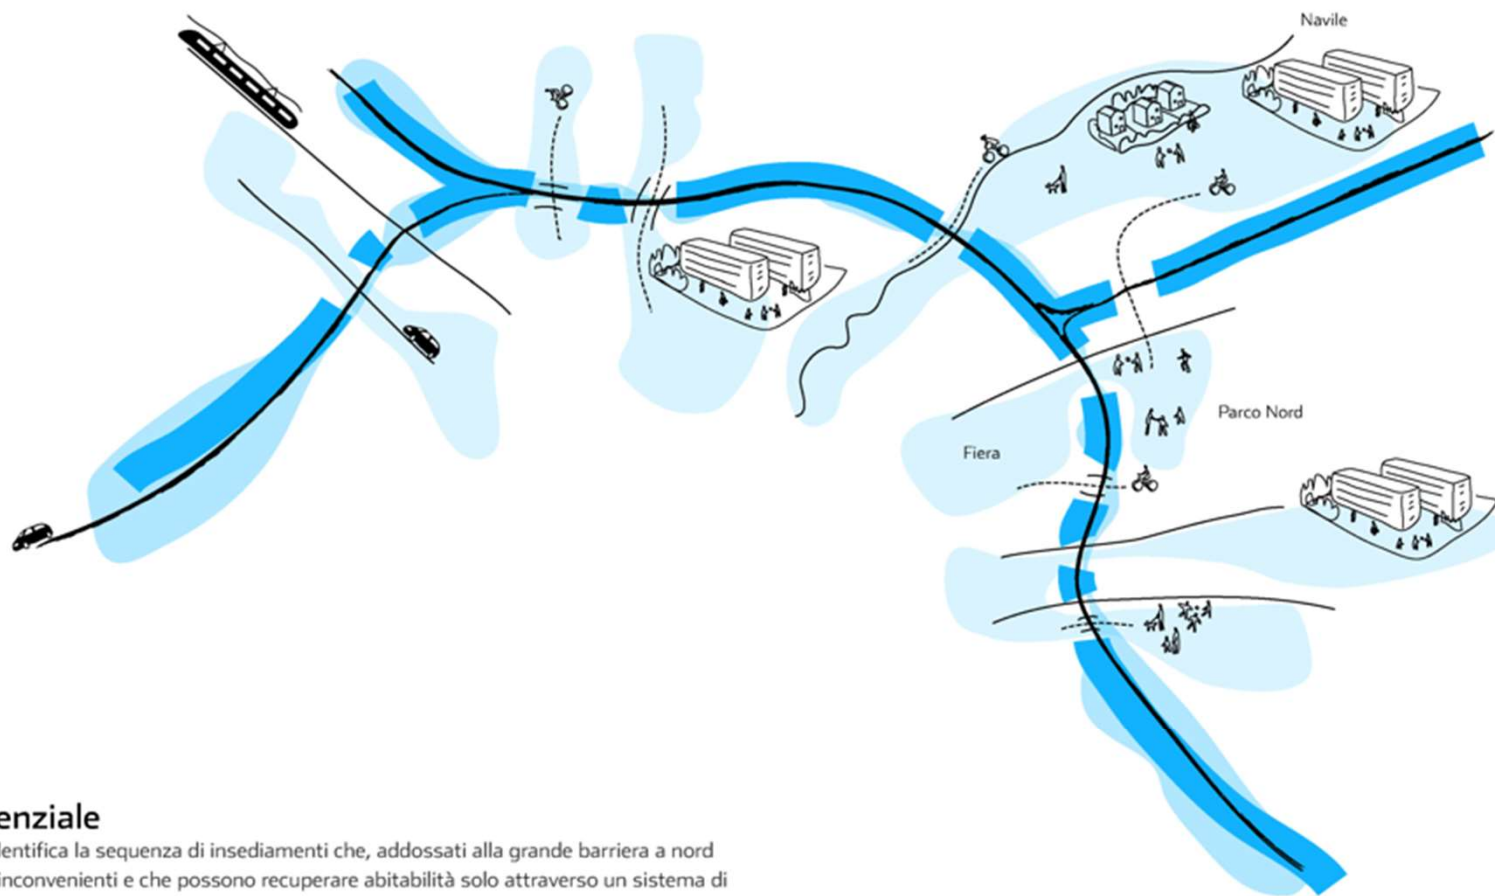 Navile
Parco Nord
Fiera
enziale
entifica la sequenza di insediamenti che, addossati alla grande barriera a nord
inconvenienti e che possono recuperare abitabilità solo attraverso un sistema di